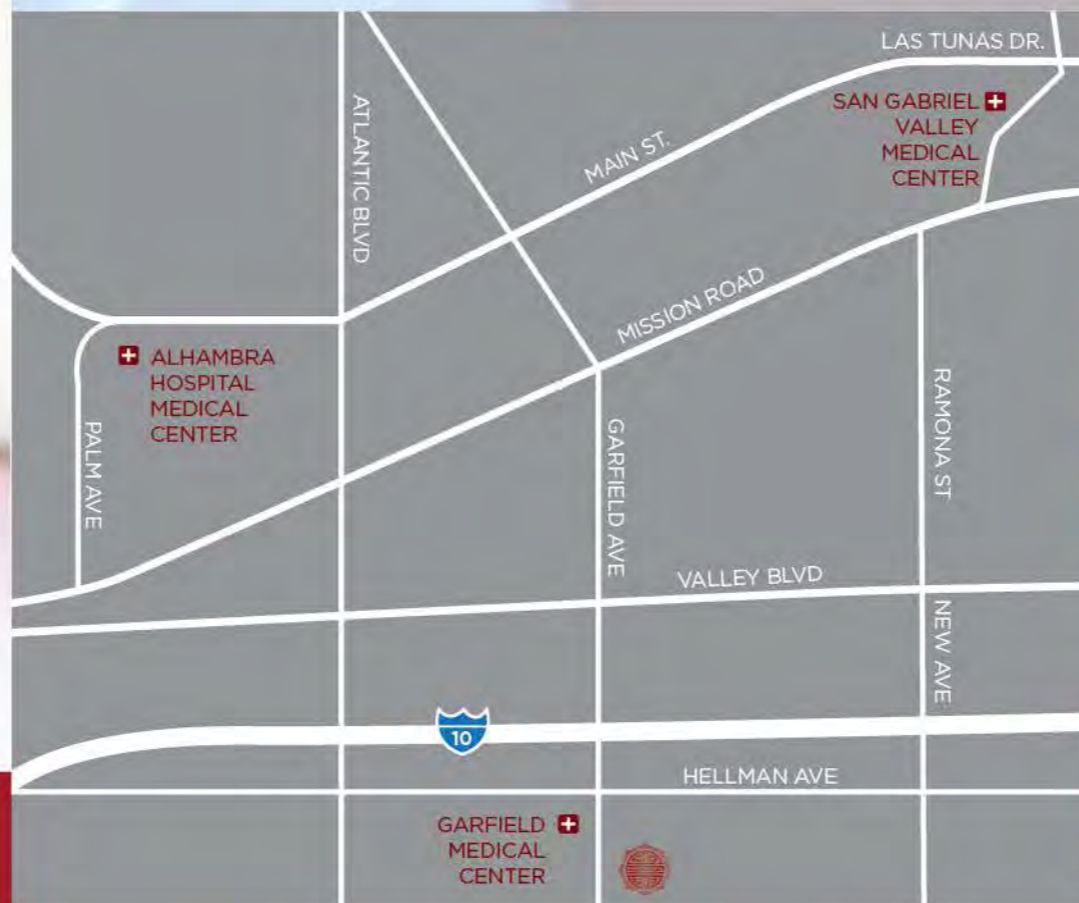 LAS TUNAS DR.
SAN GABRIEL
VALLEY
MEDICAL
CENTER
ATLANTIC BLVD
MAIN ST.
MISSION ROAD
ALHAMBRA
HOSPITAL
MEDICAL
CENTER
PALM AVE
GARFIELD AVE
RAMONA ST
VALLEY BLVD
NEW AVE
10
HELLMAN AVE
GARFIELD
MEDICAL
CENTER